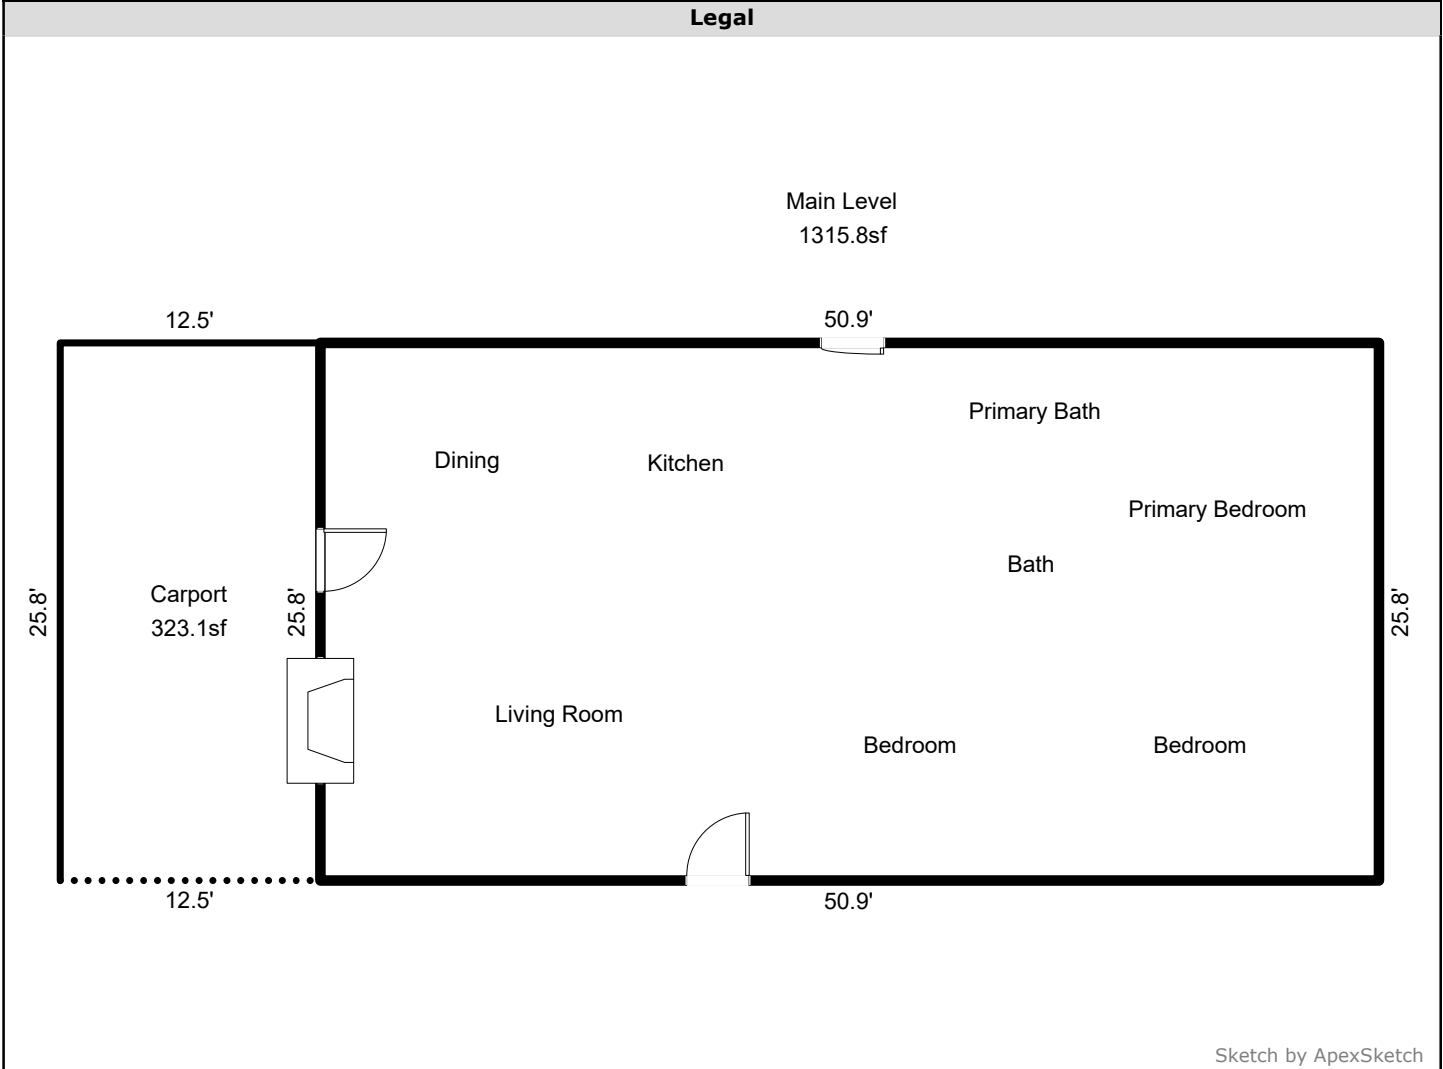 Legal
Main Level
1315.8sf
12.5'
50.9'
Primary Bath
Dining
Kitchen
Primary Bedroom
Bath
25.8'
Carport
323.1sf
25.8'
25.8'
Living Room
Bedroom
Bedroom
12.5'
50.9'
Sketch by ApexSketch